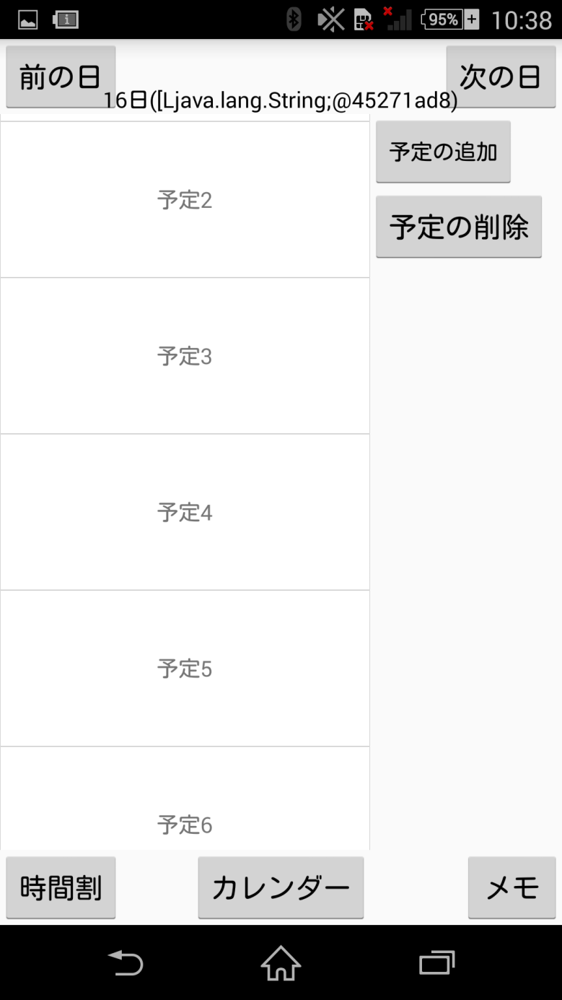 95% 10:38
前の日
次の日
16日([Ljava.lang.String;@45271ad8)
予定の追加
予定2
予定の削除
予定3
予定4
予定5
予定6
時間割
カレンダー
メモ